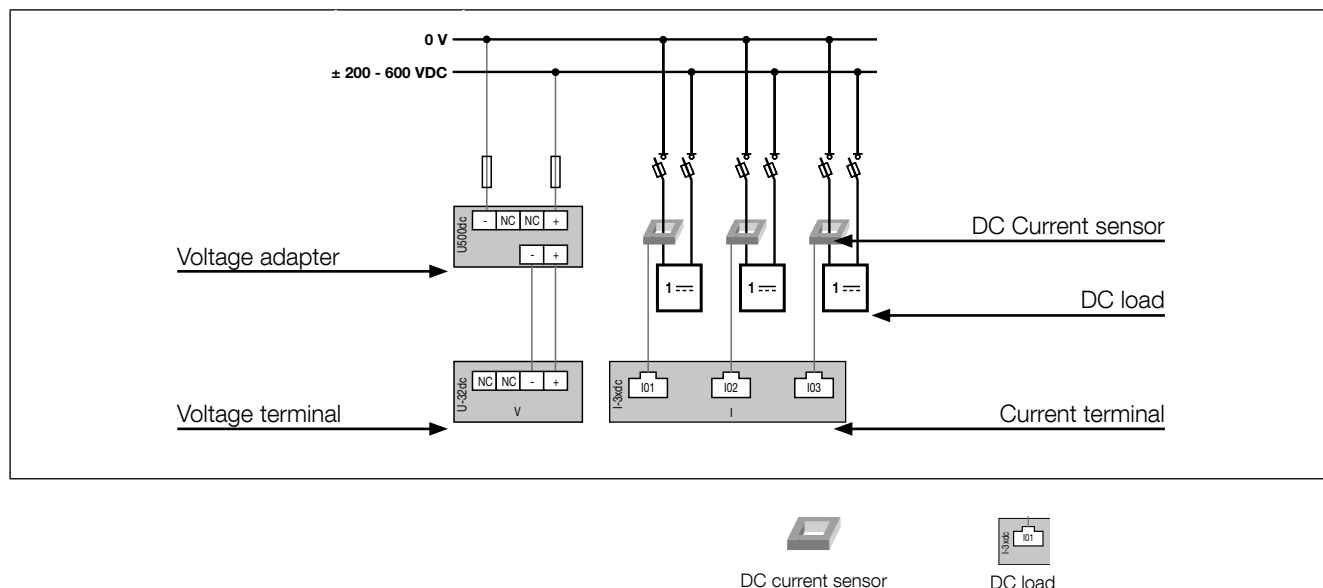 0 V
± 200 - 600 VDC
U500dc
- NC NC +
- +
Voltage adapter
DC Current sensor
1 1 1
DC load
U-32dc
NC NC - +
V
I-3xdc
I01 I02 I03
I
Voltage terminal
Current terminal
I-3xdc
I01
DC current sensor
DC load